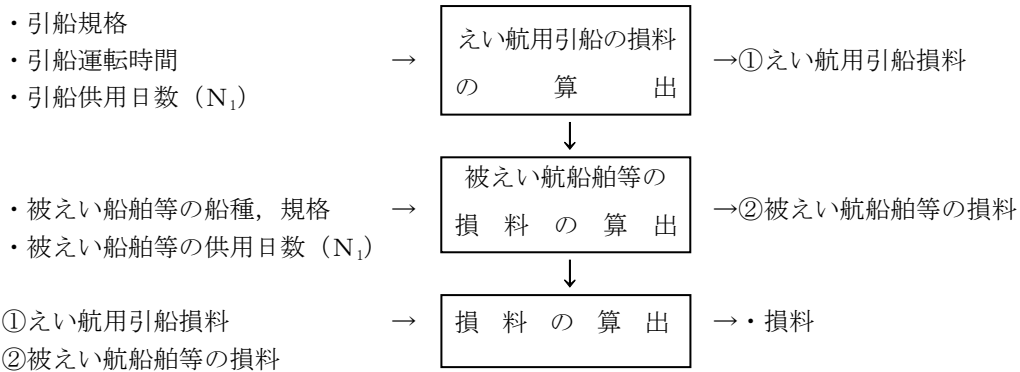 ・引船規格
・引船運転時間 → えい航用引船の損料の算出 →①えい航用引船損料
・引船供用日数（N₁）
↓
・被えい船舶等の船種，規格 → 被えい航船舶等の損料の算出 →②被えい航船舶等の損料
・被えい船舶等の供用日数（N₁）
↓
①えい航用引船損料 → 損料の算出 →・損料
②被えい航船舶等の損料